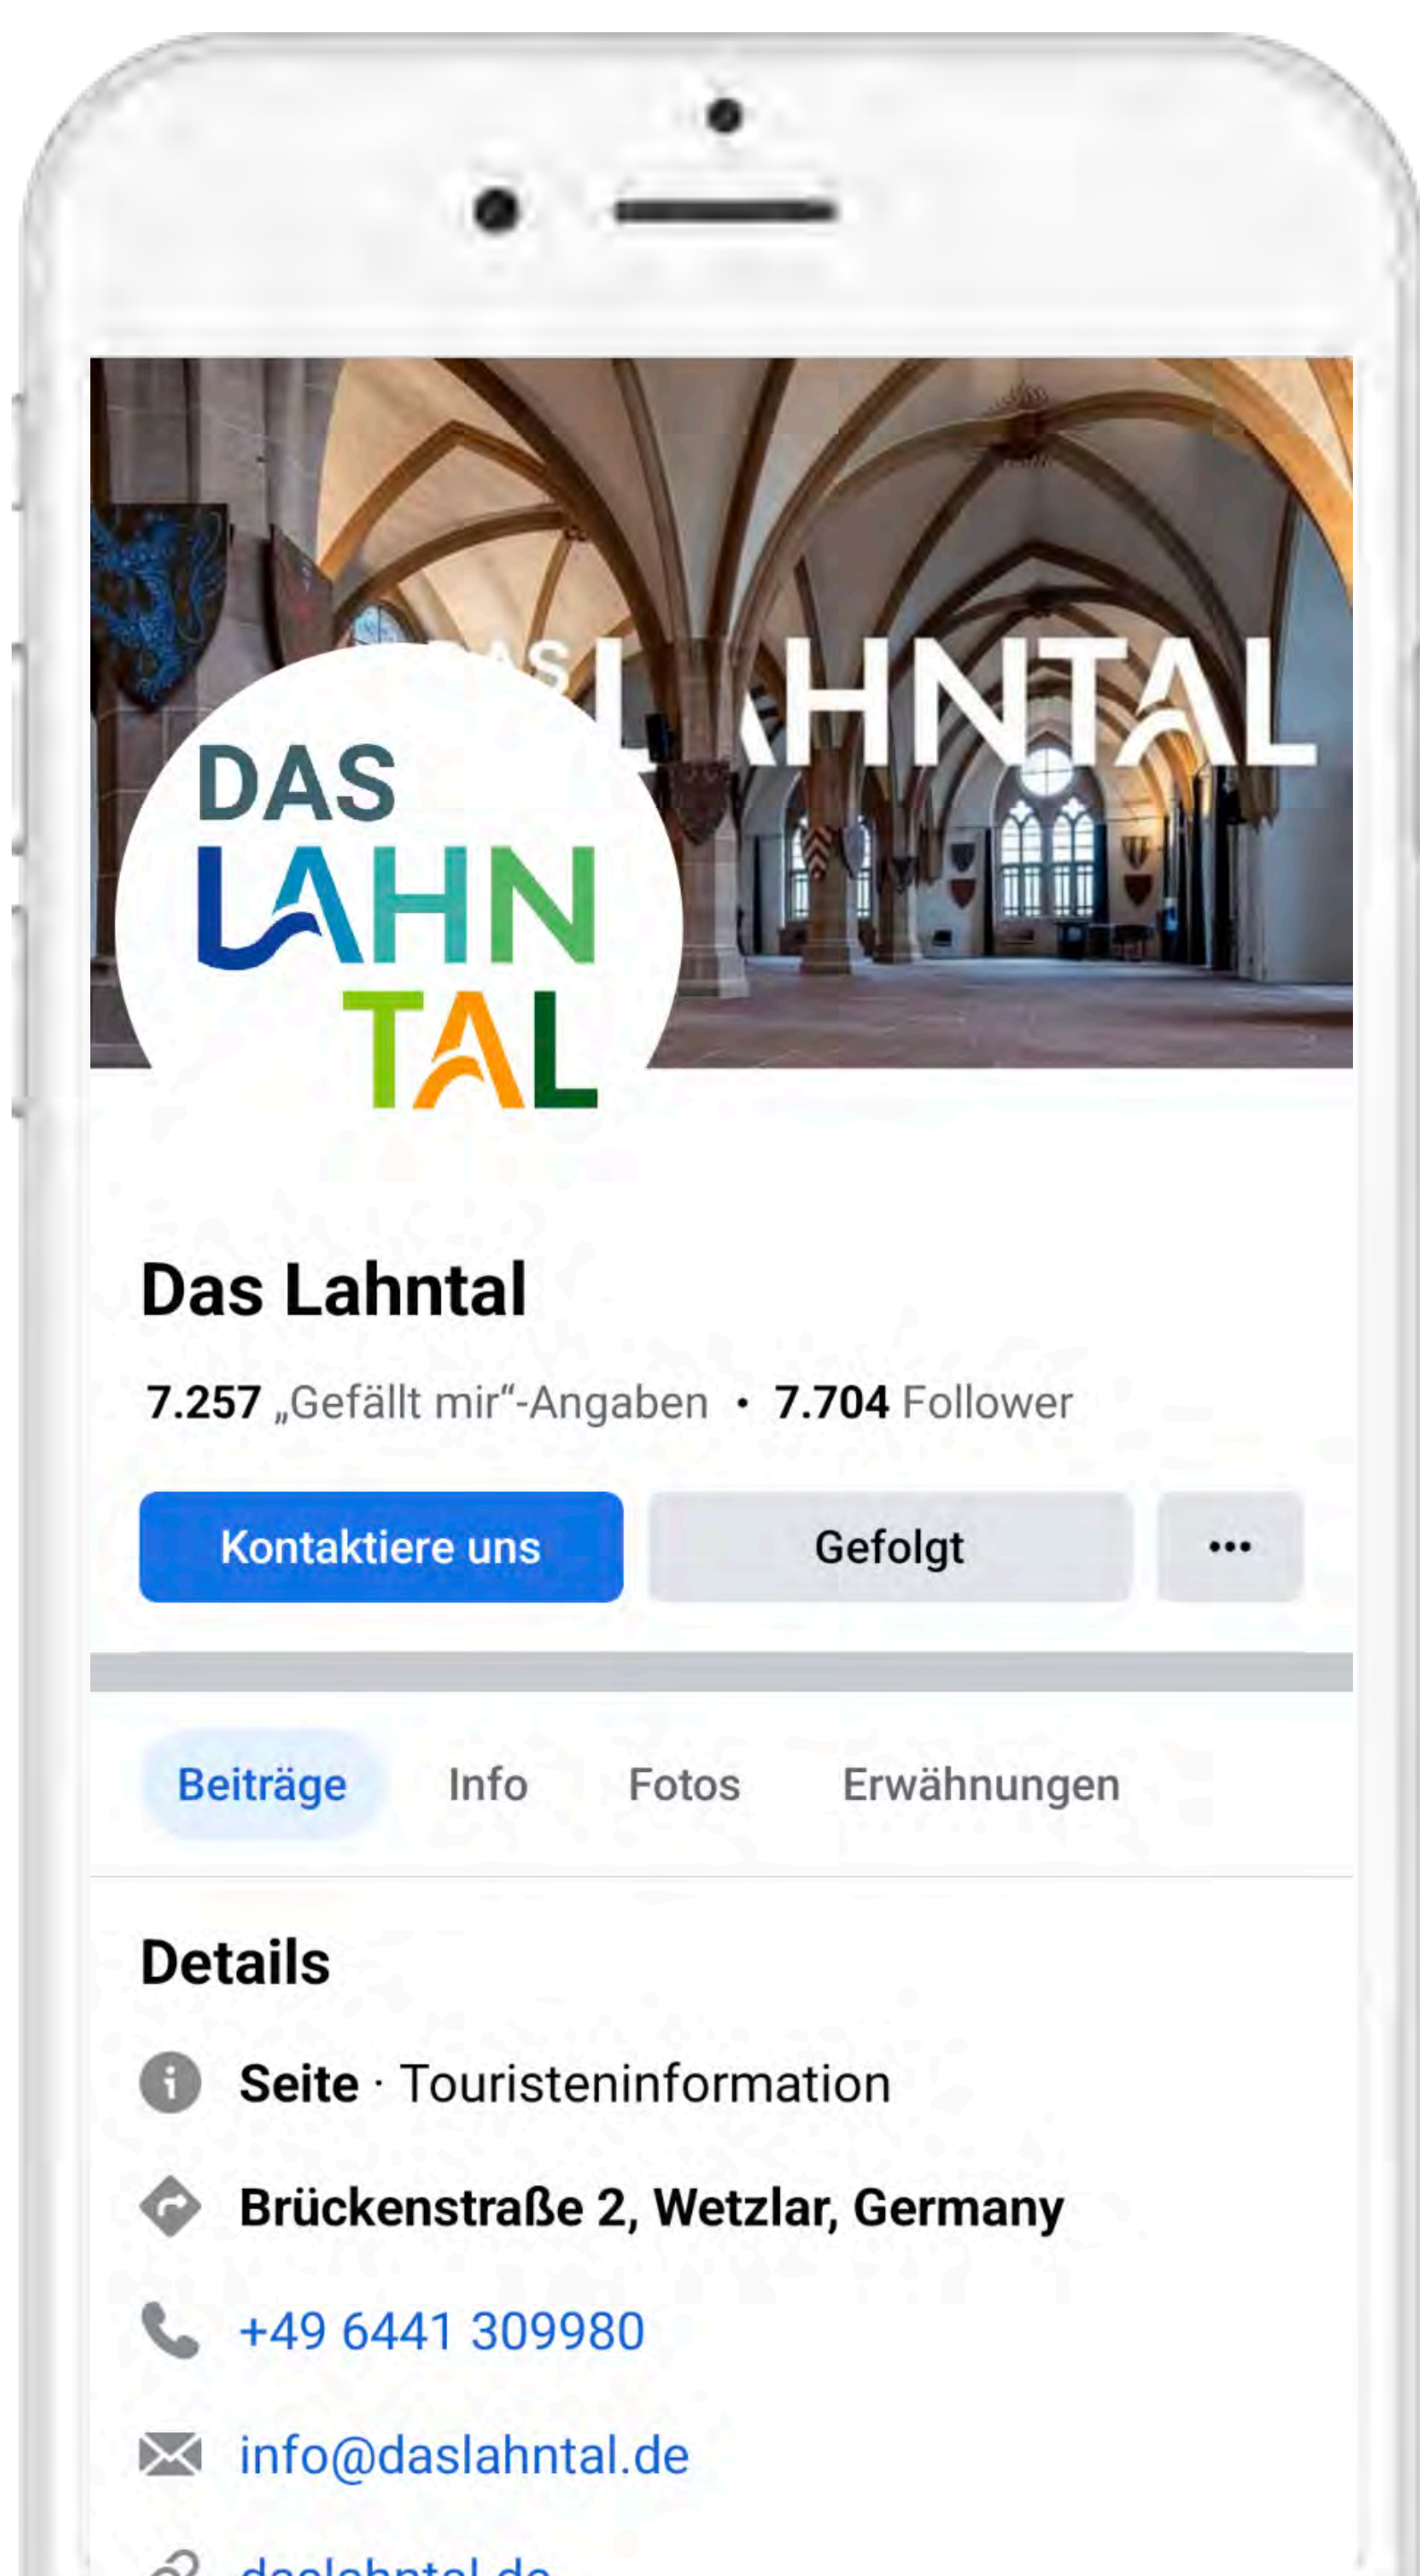 DAS LAHNTAL
DAS
LAHN
TAL
Das Lahntal
7.257 „Gefällt mir“-Angaben • 7.704 Follower
Kontaktiere uns Gefolgt ...
Beiträge Info Fotos Erwähnungen
Details
Seite · Touristeninformation
Brückenstraße 2, Wetzlar, Germany
+49 6441 309980
info@daslahntal.de
daslahntal.de